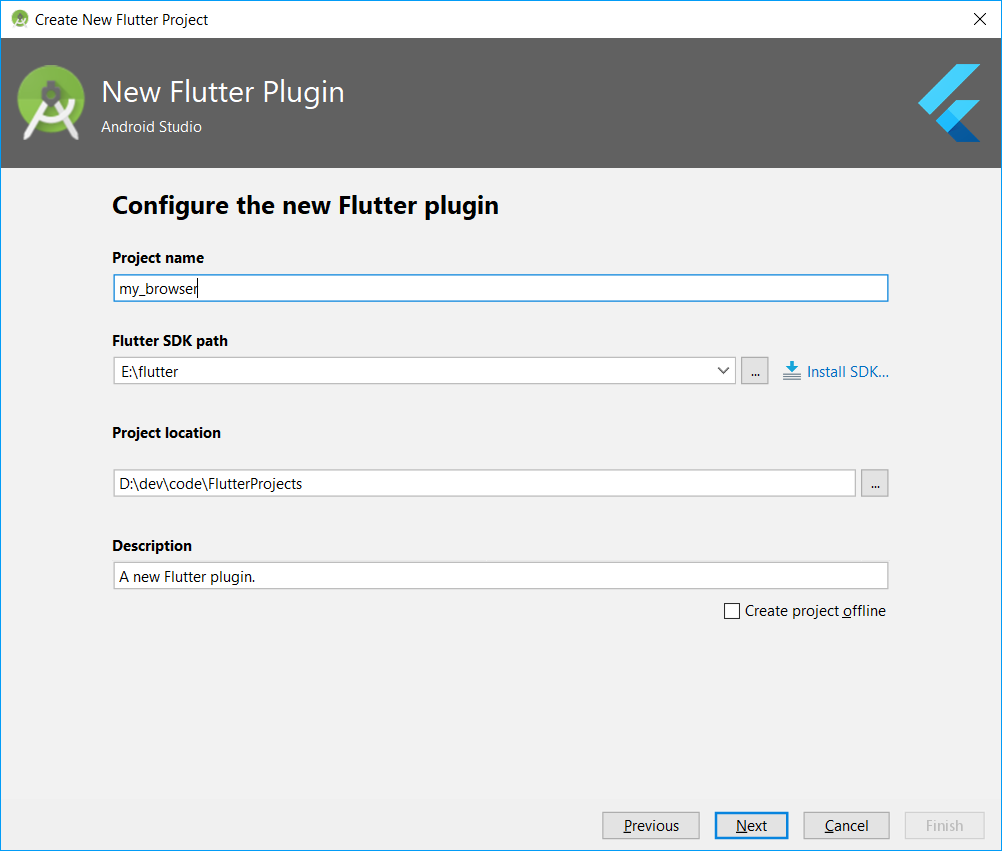 Create New Flutter Project
New Flutter Plugin
Android Studio
Configure the new Flutter plugin
Project name
my_browser
Flutter SDK path
E:\flutter
...
Install SDK...
Project location
D:\dev\code\FlutterProjects
...
Description
A new Flutter plugin.
Create project offline
Previous Next Cancel Finish